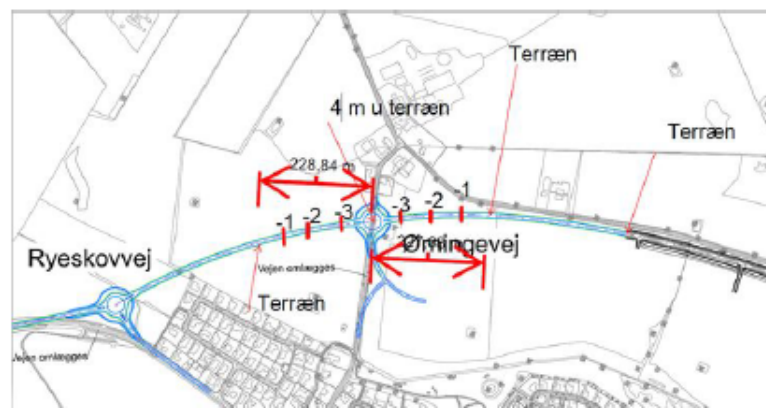 Terræn
4 m u terræn
Terræn
228,84 m
-1
-2
-3
-3
-2
-1
Ørningevej
Ryeskovvej
Vejen omlægges
Terræn
Vejen omlægges